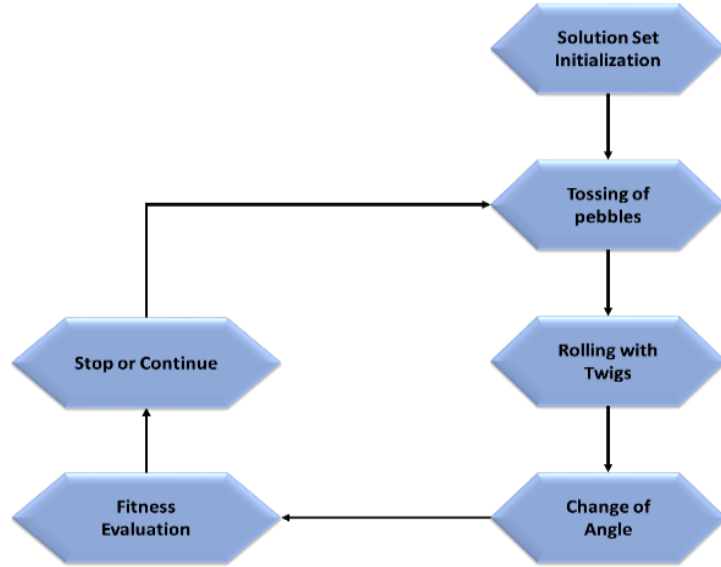 Solution Set
Initialization
Tossing of
pebbles
Rolling with
Twigs
Change of
Angle
Fitness
Evaluation
Stop or Continue